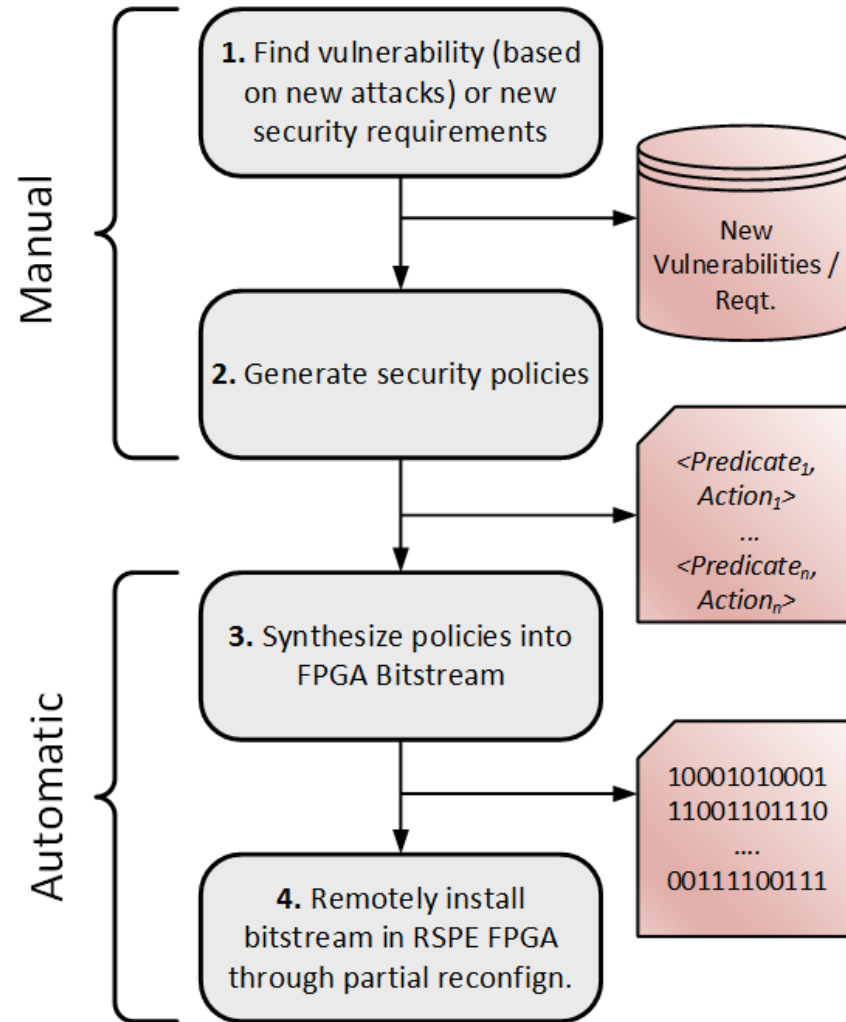 Manual
1. Find vulnerability (based
on new attacks) or new
security requirements
New
Vulnerabilities /
Reqt.
2. Generate security policies
<Predicate₁,
Action₁>
...
<Predicateₙ,
Actionₙ>
Automatic
3. Synthesize policies into
FPGA Bitstream
10001010001
11001101110
....
00111100111
4. Remotely install
bitstream in RSPE FPGA
through partial reconfign.